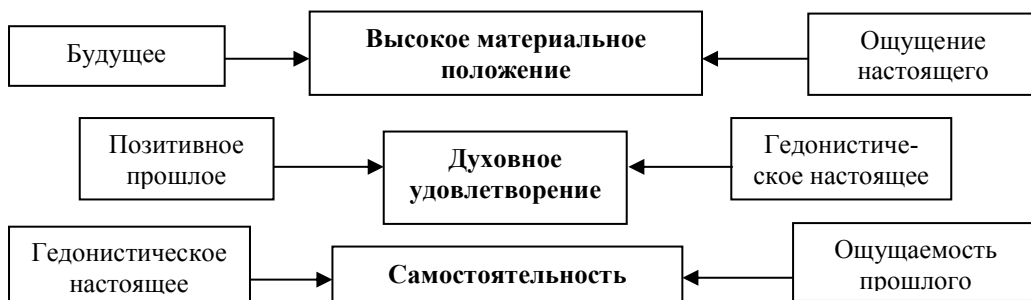 Будущее
Высокое материальное
положение
Ощущение
настоящего
Позитивное
прошлое
Духовное
удовлетворение
Гедонистиче-
ское настоящее
Гедонистическое
настоящее
Самостоятельность
Ощущаемость
прошлого